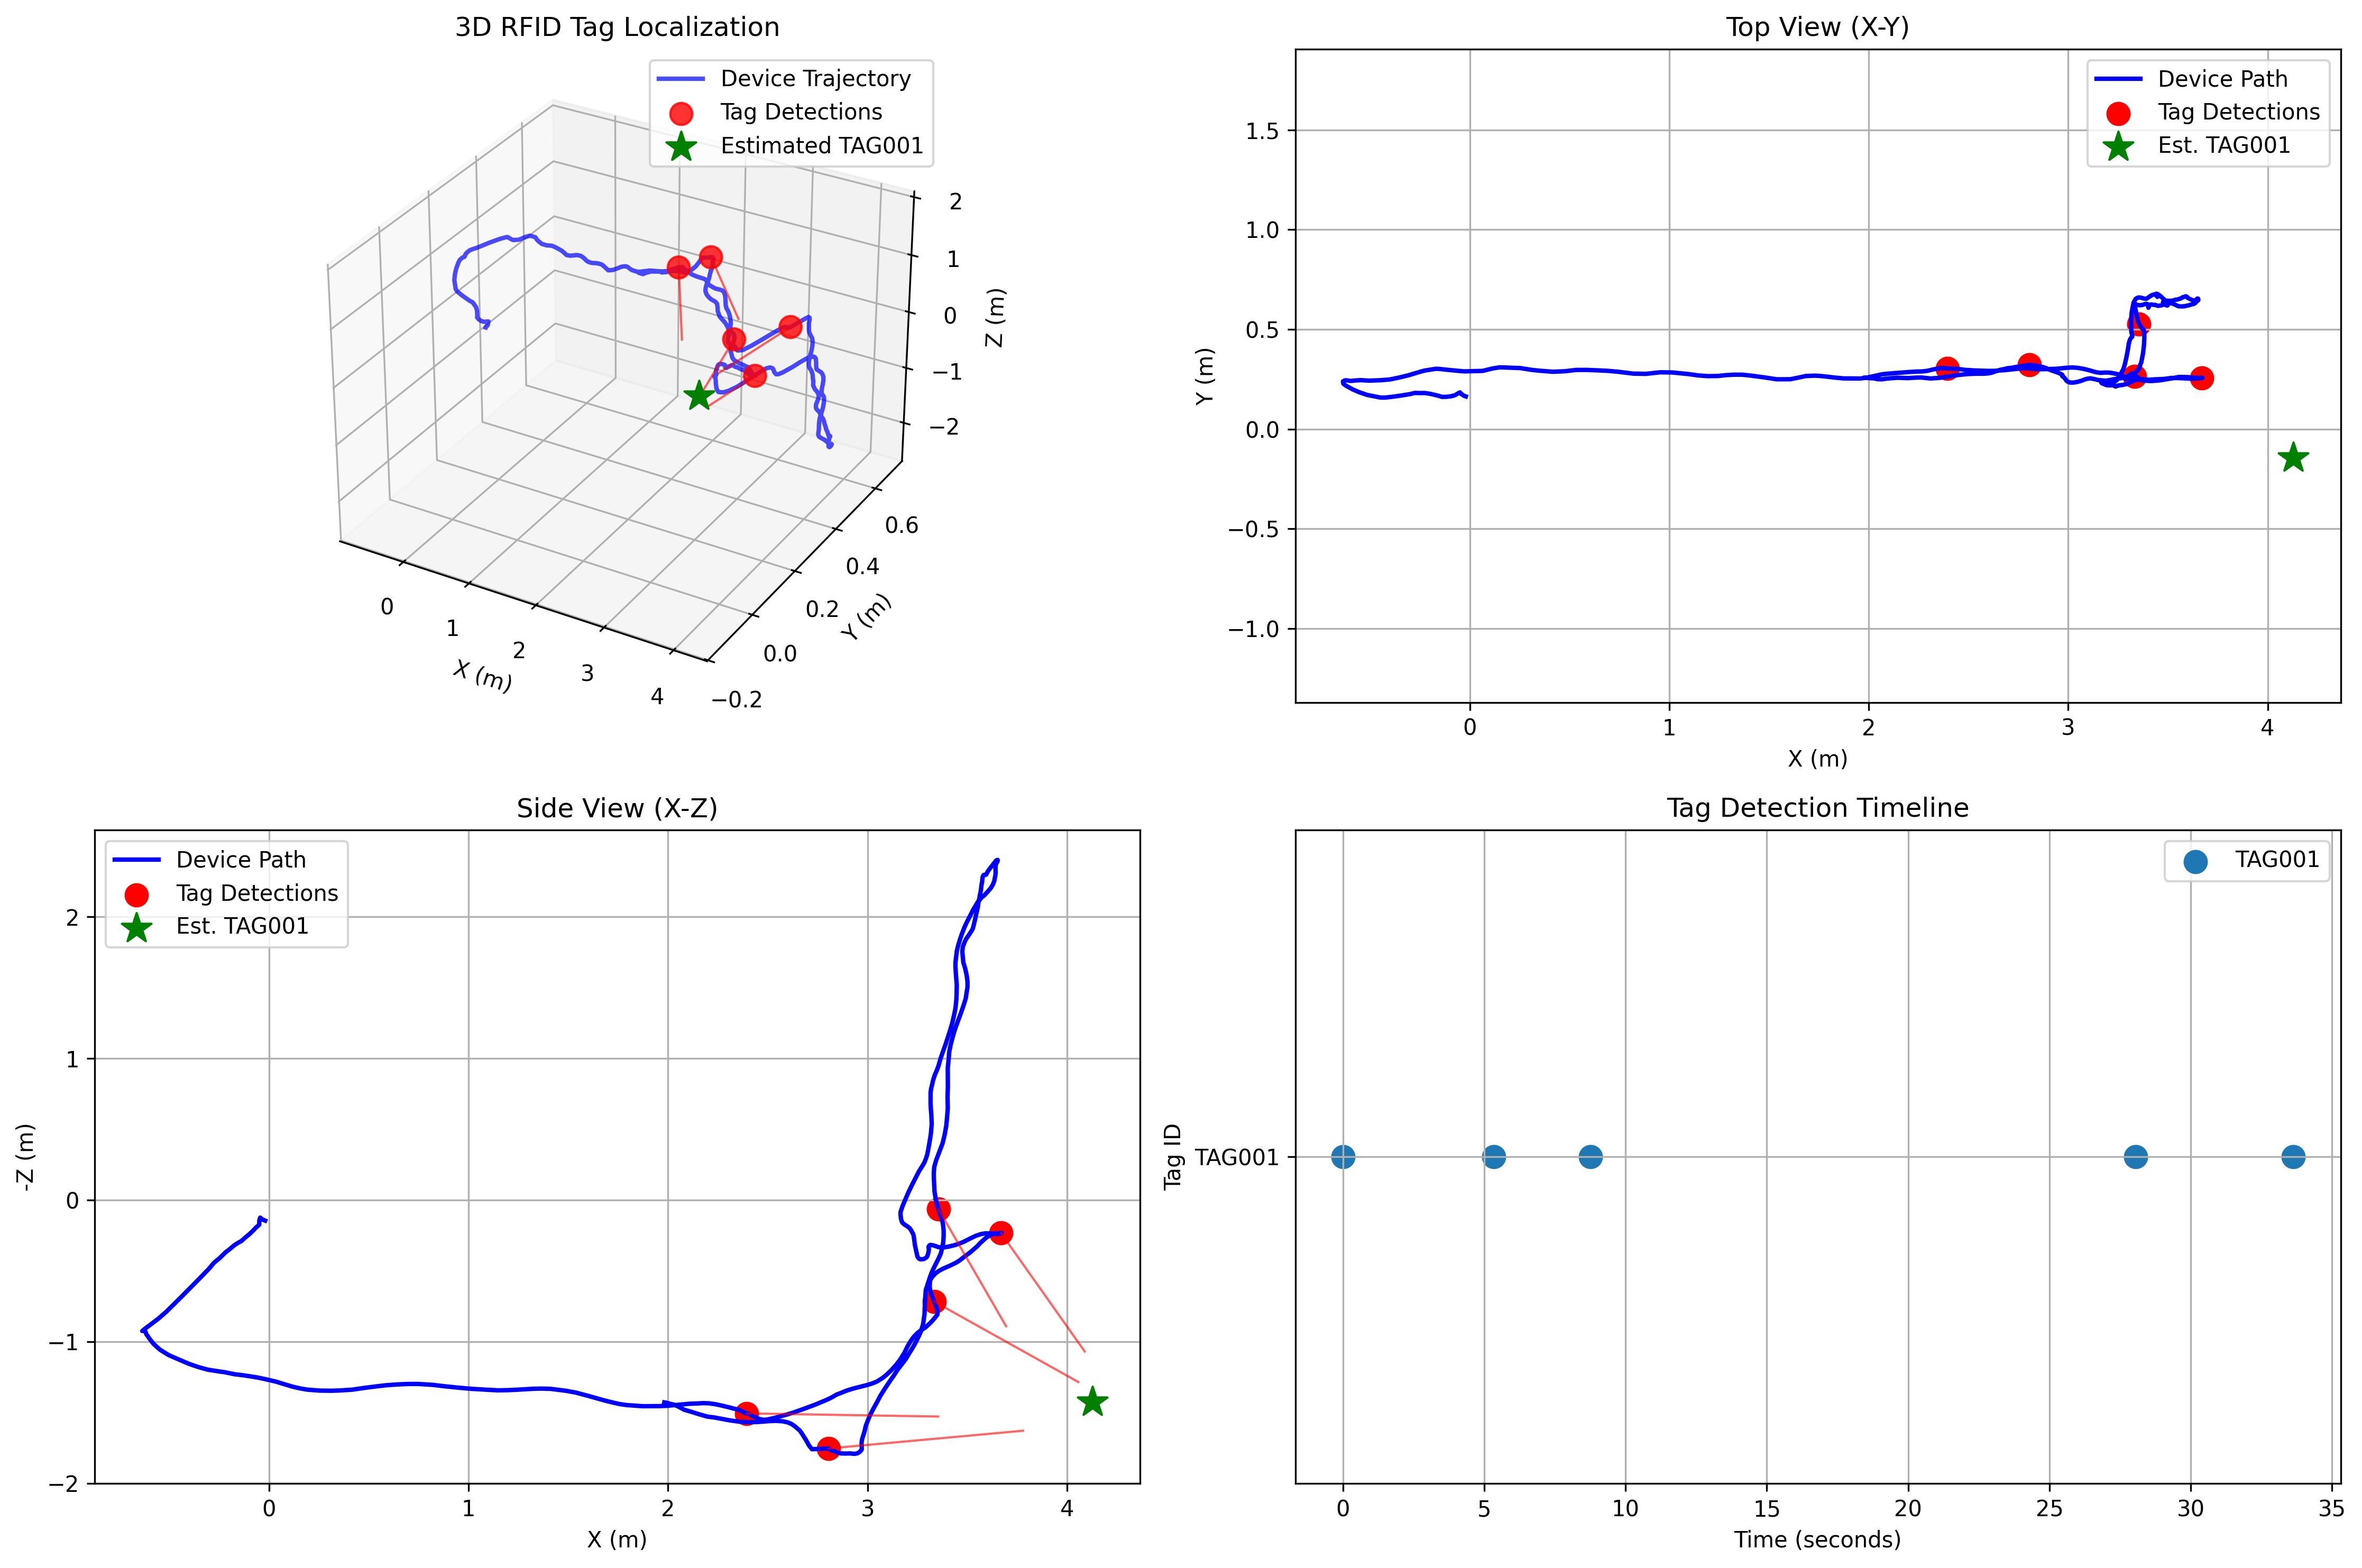 3D RFID Tag Localization
Device Trajectory
Tag Detections
Estimated TAG001
2
1
0
−1
−2
Z (m)
0.6
0.4
0.2
0.0
−0.2
Y (m)
0
1
2
3
4
X (m)
Top View (X-Y)
Device Path
Tag Detections
Est. TAG001
1.5
1.0
0.5
0.0
−0.5
−1.0
Y (m)
0 1 2 3 4
X (m)
Side View (X-Z)
Device Path
Tag Detections
Est. TAG001
2
1
0
−1
−2
-Z (m)
0 1 2 3 4
X (m)
Tag Detection Timeline
TAG001
Tag ID
TAG001
0 5 10 15 20 25 30 35
Time (seconds)